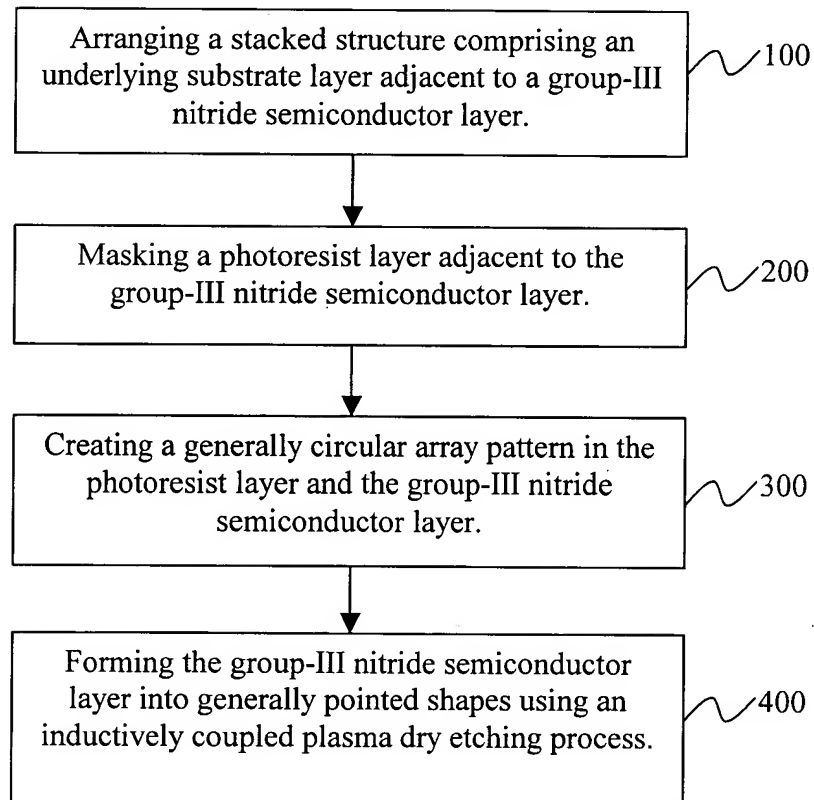 Arranging a stacked structure comprising an
underlying substrate layer adjacent to a group-III
nitride semiconductor layer.
100
Masking a photoresist layer adjacent to the
group-III nitride semiconductor layer.
200
Creating a generally circular array pattern in the
photoresist layer and the group-III nitride
semiconductor layer.
300
Forming the group-III nitride semiconductor
layer into generally pointed shapes using an
inductively coupled plasma dry etching process.
400